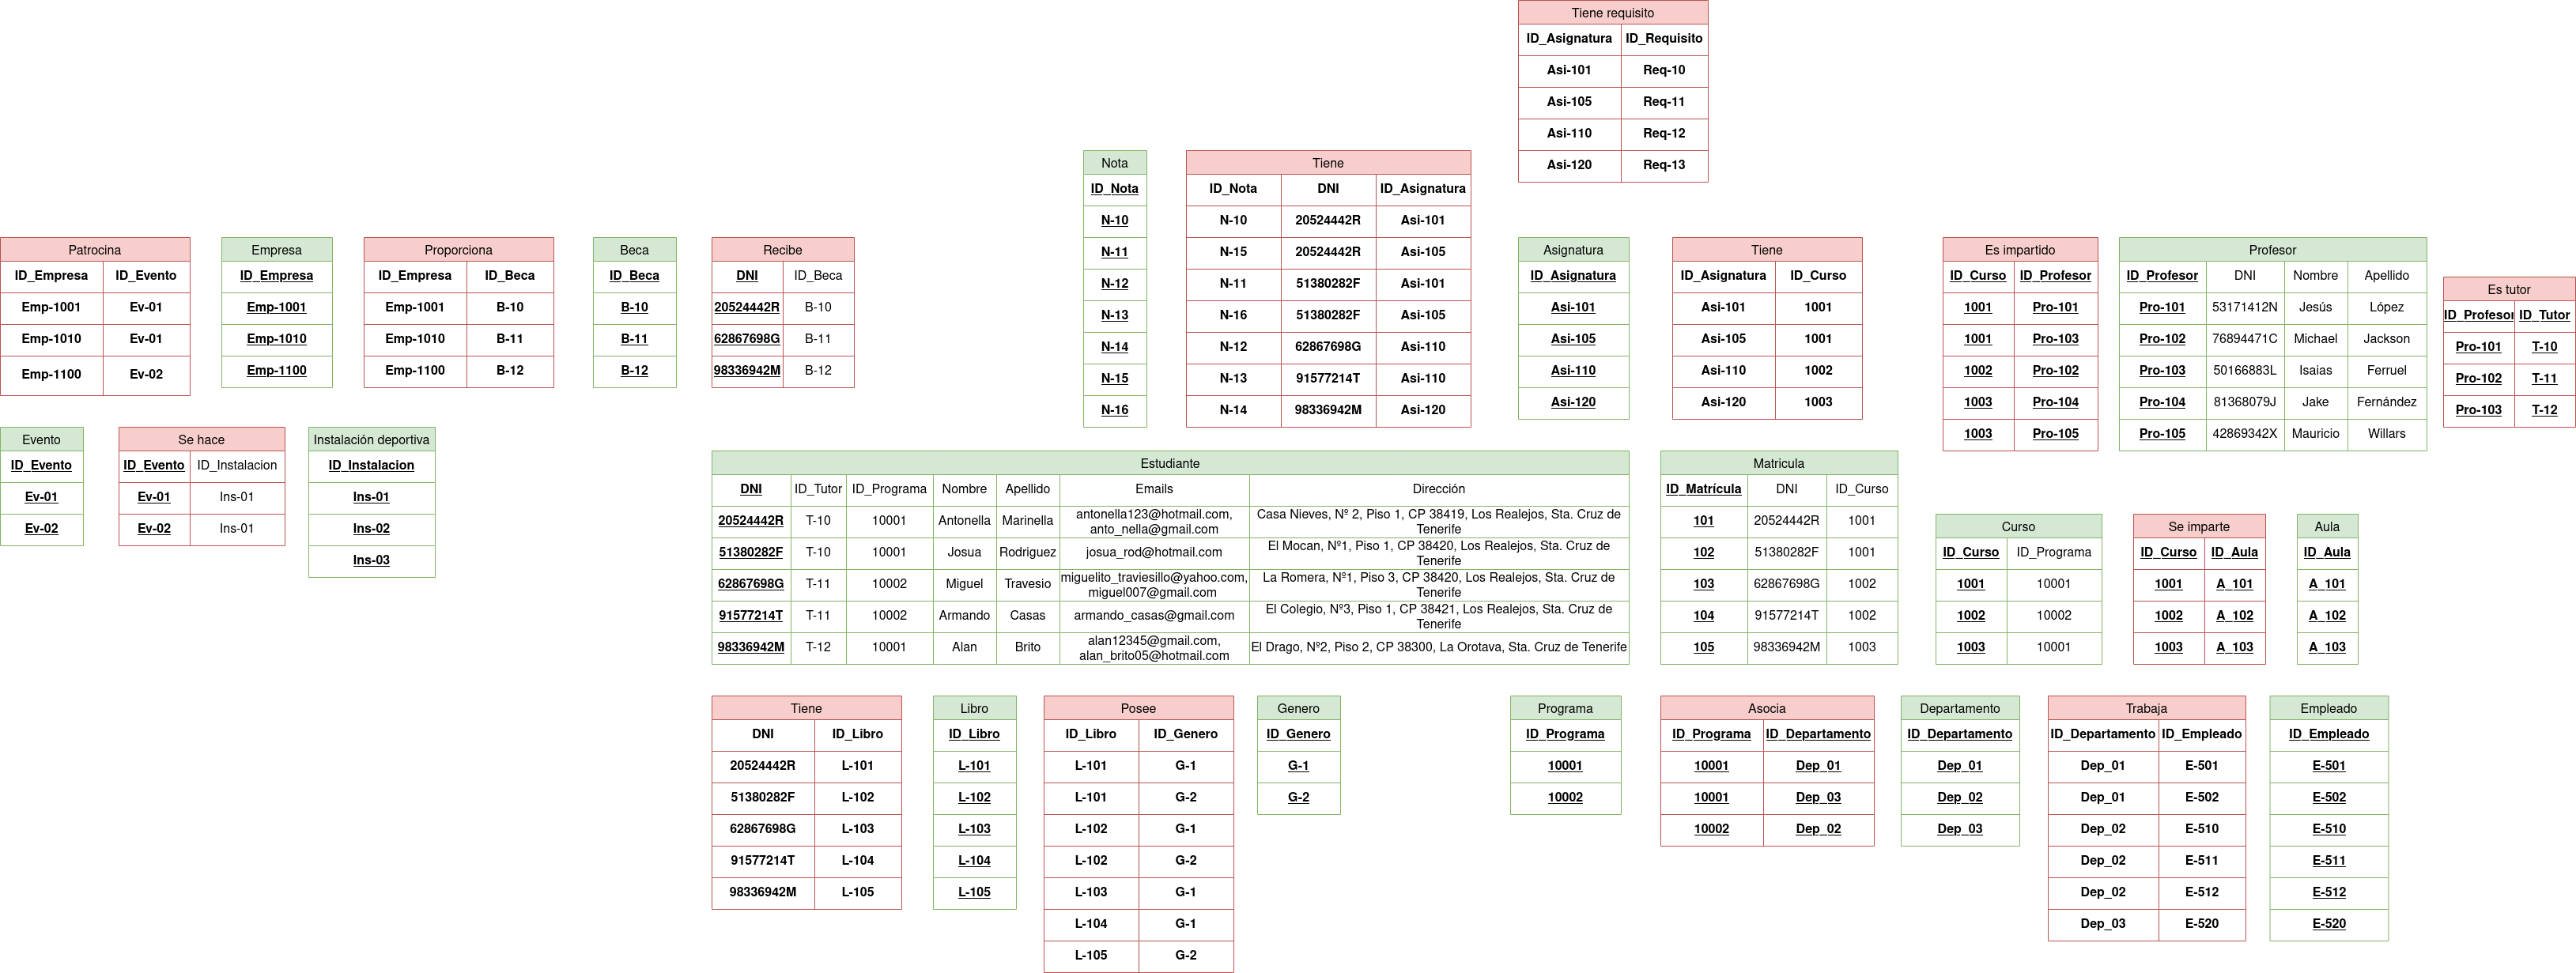 Tiene requisito
ID_Asignatura ID_Requisito
Asi-101 Req-10
Asi-105 Req-11
Asi-110 Req-12
Asi-120 Req-13
Nota
ID_Nota
N-10
N-11
N-12
N-13
N-14
N-15
N-16
Tiene
ID_Nota DNI ID_Asignatura
N-10 20524442R Asi-101
N-15 20524442R Asi-105
N-11 51380282F Asi-101
N-16 51380282F Asi-105
N-12 62867698G Asi-110
N-13 91577214T Asi-110
N-14 98336942M Asi-120
Patrocina
ID_Empresa ID_Evento
Emp-1001 Ev-01
Emp-1010 Ev-01
Emp-1100 Ev-02
Empresa
ID_Empresa
Emp-1001
Emp-1010
Emp-1100
Proporciona
ID_Empresa ID_Beca
Emp-1001 B-10
Emp-1010 B-11
Emp-1100 B-12
Beca
ID_Beca
B-10
B-11
B-12
Recibe
DNI ID_Beca
20524442R B-10
62867698G B-11
98336942M B-12
Asignatura
ID_Asignatura
Asi-101
Asi-105
Asi-110
Asi-120
Tiene
ID_Asignatura ID_Curso
Asi-101 1001
Asi-105 1001
Asi-110 1002
Asi-120 1003
Es impartido
ID_Curso ID_Profesor
1001 Pro-101
1001 Pro-103
1002 Pro-102
1003 Pro-104
1003 Pro-105
Profesor
ID_Profesor DNI Nombre Apellido
Pro-101 53171412N Jesús López
Pro-102 76894471C Michael Jackson
Pro-103 50166883L Isaias Ferruel
Pro-104 81368079J Jake Fernández
Pro-105 42869342X Mauricio Willars
Es tutor
ID_Profesor ID_Tutor
Pro-101 T-10
Pro-102 T-11
Pro-103 T-12
Evento
ID_Evento
Ev-01
Ev-02
Se hace
ID_Evento ID_Instalacion
Ev-01 Ins-01
Ev-02 Ins-01
Instalación deportiva
ID_Instalacion
Ins-01
Ins-02
Ins-03
Estudiante
DNI ID_Tutor ID_Programa Nombre Apellido Emails Dirección
20524442R T-10 10001 Antonella Marinella antonella123@hotmail.com, anto_nella@gmail.com Casa Nieves, Nº 2, Piso 1, CP 38419, Los Realejos, Sta. Cruz de Tenerife
51380282F T-10 10001 Josua Rodriguez josua_rod@hotmail.com El Mocan, Nº1, Piso 1, CP 38420, Los Realejos, Sta. Cruz de Tenerife
62867698G T-11 10002 Miguel Travesio miguelito_traviesillo@yahoo.com, miguel007@gmail.com La Romera, Nº1, Piso 3, CP 38420, Los Realejos, Sta. Cruz de Tenerife
91577214T T-11 10002 Armando Casas armando_casas@gmail.com El Colegio, Nº3, Piso 1, CP 38421, Los Realejos, Sta. Cruz de Tenerife
98336942M T-12 10001 Alan Brito alan12345@gmail.com, alan_brito05@hotmail.com El Drago, Nº2, Piso 2, CP 38300, La Orotava, Sta. Cruz de Tenerife
Matricula
ID_Matrícula DNI ID_Curso
101 20524442R 1001
102 51380282F 1001
103 62867698G 1002
104 91577214T 1002
105 98336942M 1003
Curso
ID_Curso ID_Programa
1001 10001
1002 10002
1003 10001
Se imparte
ID_Curso ID_Aula
1001 A_101
1002 A_102
1003 A_103
Aula
ID_Aula
A_101
A_102
A_103
Tiene
DNI ID_Libro
20524442R L-101
51380282F L-102
62867698G L-103
91577214T L-104
98336942M L-105
Libro
ID_Libro
L-101
L-102
L-103
L-104
L-105
Posee
ID_Libro ID_Genero
L-101 G-1
L-101 G-2
L-102 G-1
L-102 G-2
L-103 G-1
L-104 G-1
L-105 G-2
Genero
ID_Genero
G-1
G-2
Programa
ID_Programa
10001
10002
Asocia
ID_Programa ID_Departamento
10001 Dep_01
10001 Dep_03
10002 Dep_02
Departamento
ID_Departamento
Dep_01
Dep_02
Dep_03
Trabaja
ID_Departamento ID_Empleado
Dep_01 E-501
Dep_01 E-502
Dep_02 E-510
Dep_02 E-511
Dep_02 E-512
Dep_03 E-520
Empleado
ID_Empleado
E-501
E-502
E-510
E-511
E-512
E-520